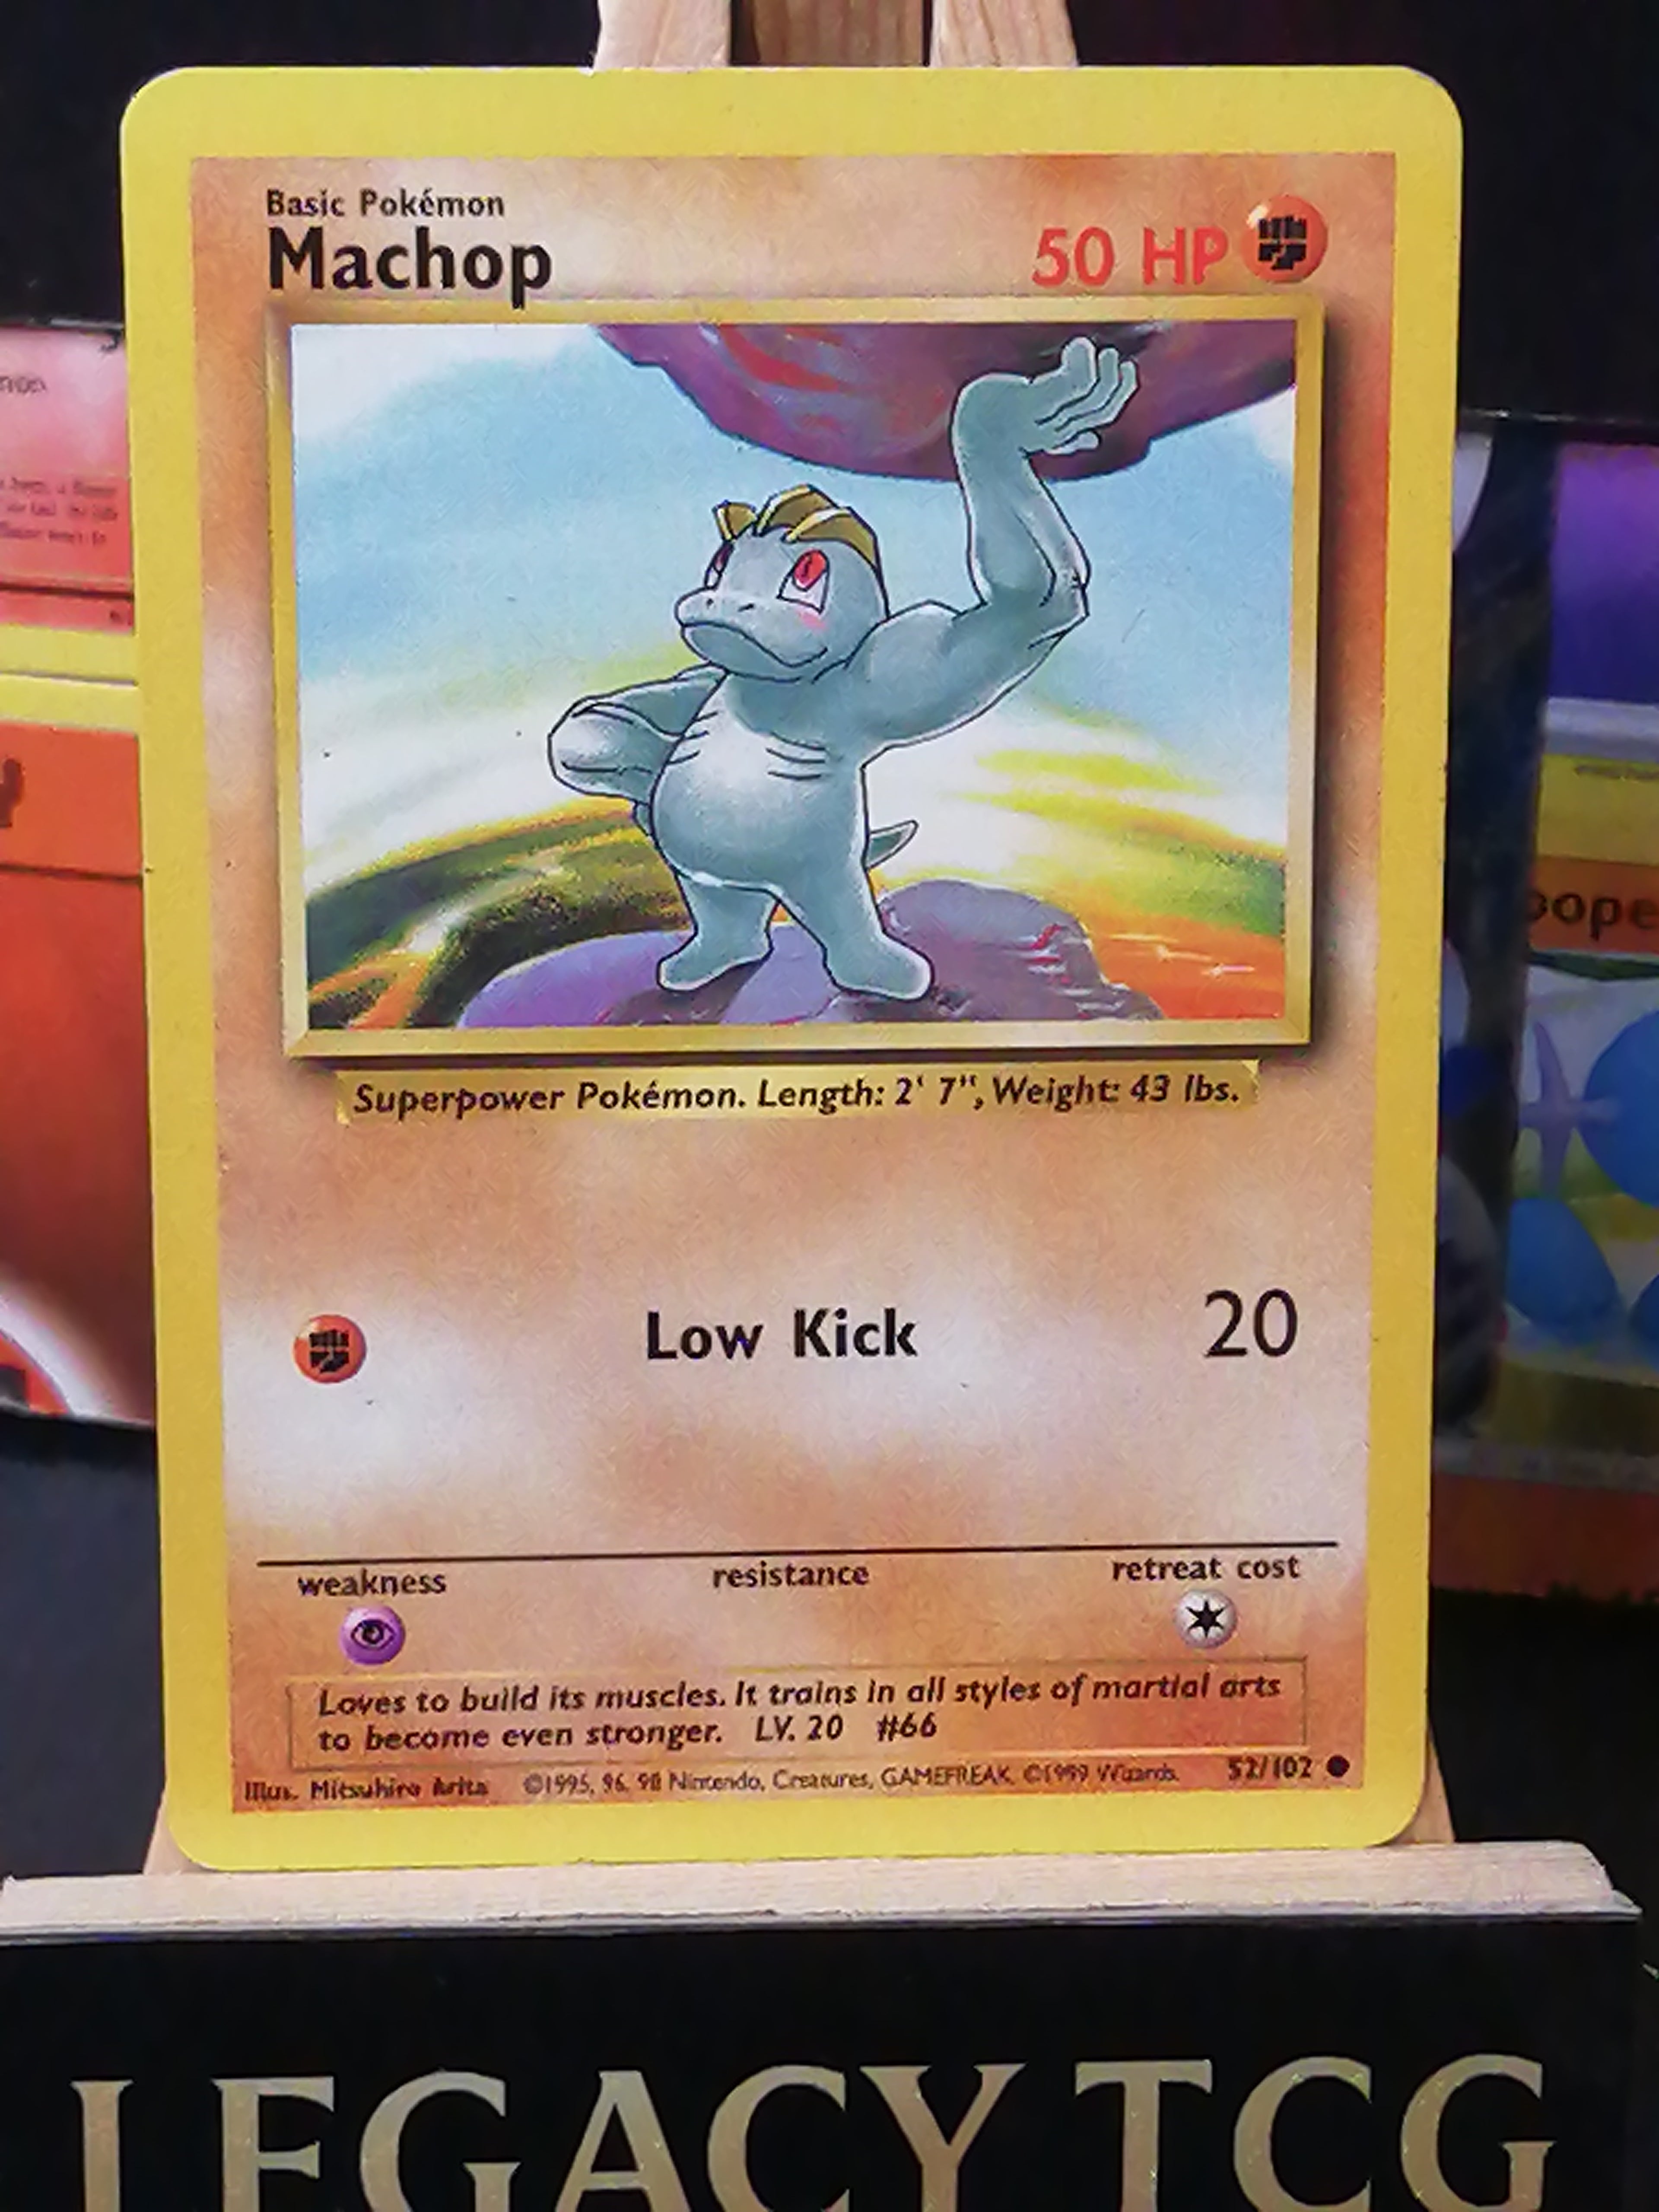 Basic Pokémon
Machop
50 HP
Superpower Pokémon. Length: 2' 7", Weight: 43 lbs.
Low Kick
20
weakness
resistance
retreat cost
Loves to build its muscles. It trains in all styles of martial arts
to become even stronger. LV. 20 #66
Illus. Mitsuhiro Arita ©1995, 96, 98 Nintendo, Creatures, GAMEFREAK. ©1999 Wizards. 52/102
LEGACY TCG